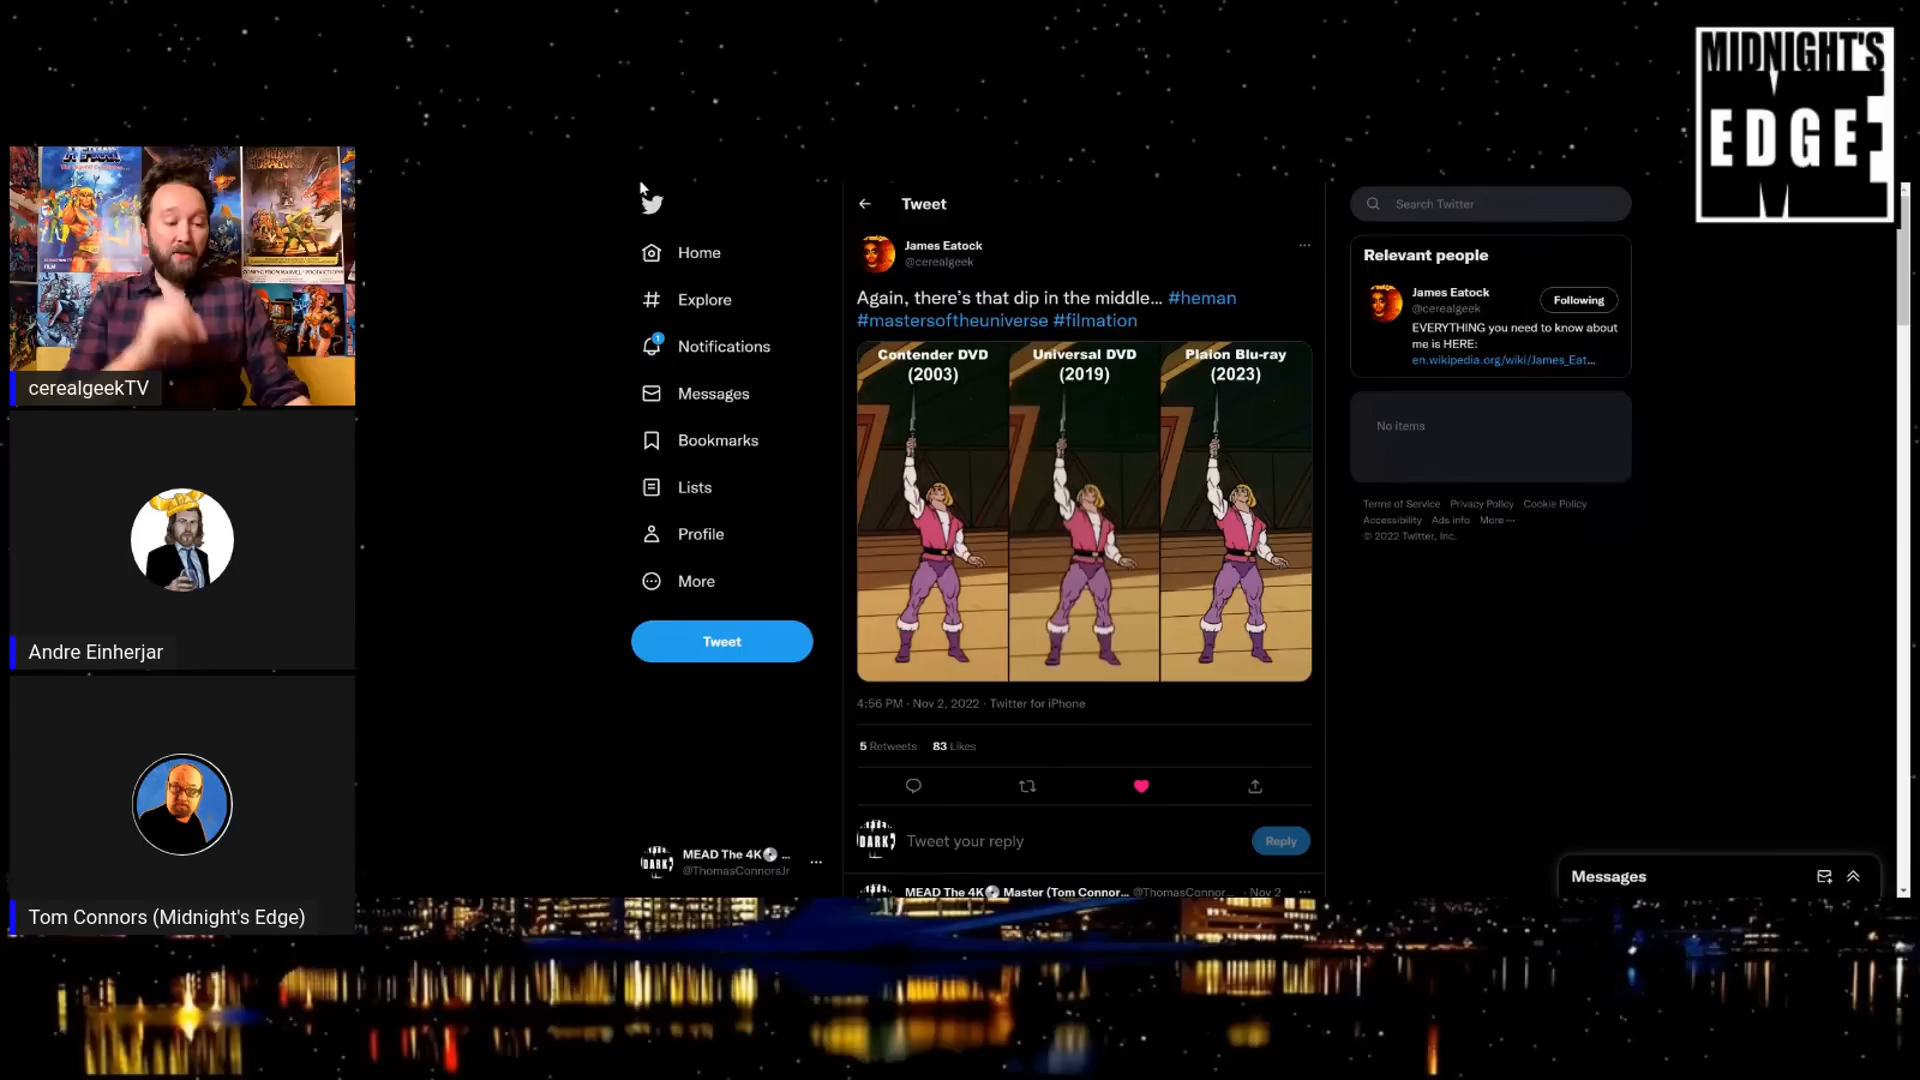 MIDNIGHT'S
EDGE
cerealgeekTV
Andre Einherjar
Tom Connors (Midnight's Edge)
Home
Explore
1
Notifications
Messages
Bookmarks
Lists
Profile
More
Tweet
MEAD The 4K💿 ...
@ThomasConnorsJr
Tweet
James Eatock
@cerealgeek
Again, there's that dip in the middle... #heman
#mastersoftheuniverse #filmation
Contender DVD
(2003)
Universal DVD
(2019)
Plaion Blu-ray
(2023)
4:56 PM · Nov 2, 2022 · Twitter for iPhone
5 Retweets 83 Likes
DARK
Tweet your reply
Reply
MEAD The 4K💿 Master (Tom Connor... @ThomasConnor... · Nov 2
Search Twitter
Relevant people
James Eatock
@cerealgeek
Following
EVERYTHING you need to know about
me is HERE:
en.wikipedia.org/wiki/James_Eat...
No items
Terms of Service Privacy Policy Cookie Policy
Accessibility Ads info More ···
© 2022 Twitter, Inc.
Messages